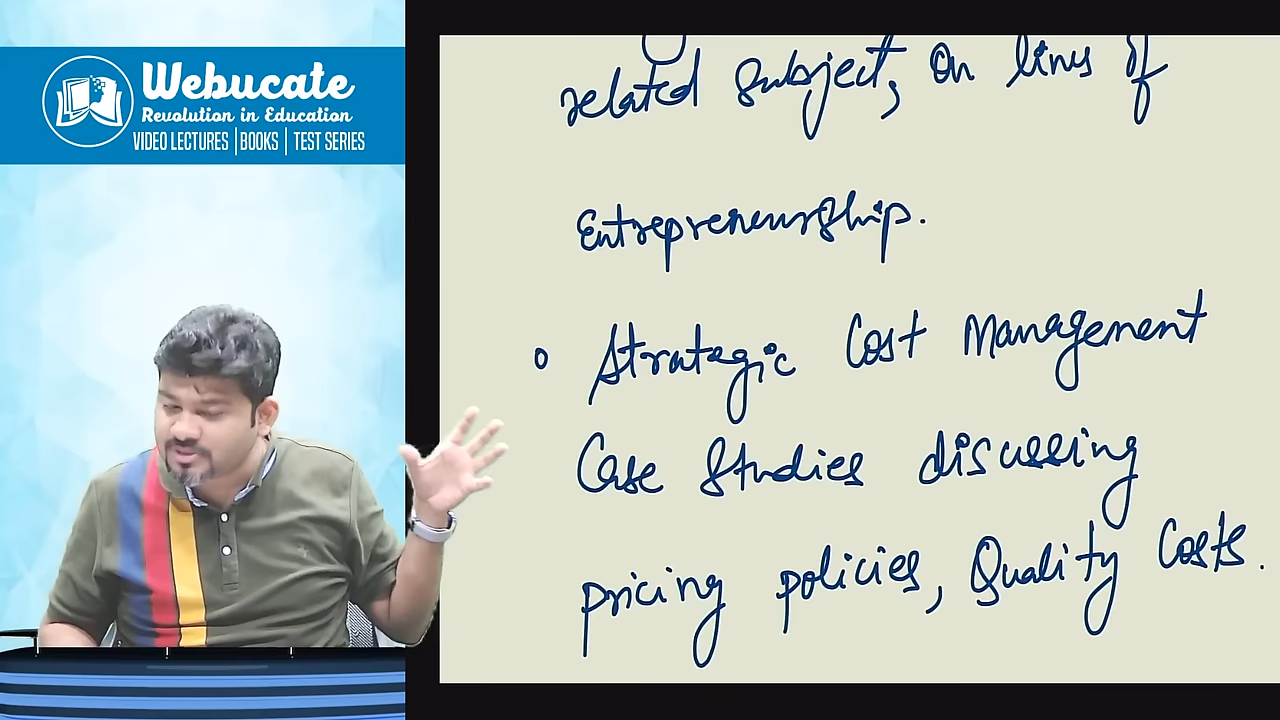 Webucate
Revolution in Education
VIDEO LECTURES | BOOKS | TEST SERIES
related subject, on lines of
Entrepreneurship.
Strategic Cost Management
Case Studies discussing
pricing policies, Quality Costs.